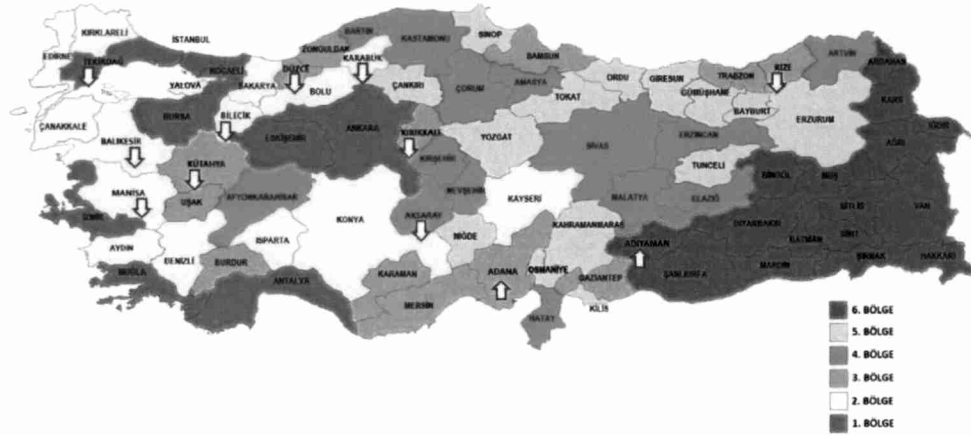 KIRKLARELİ
İSTANBUL
EDİRNE
TEKİRDAĞ
KOCAELİ
YALOVA
SAKARYA
DÜZCE
ZONGULDAK
BARTIN
KARABÜK
KASTAMONU
SİNOP
SAMSUN
BOLU
ÇANKIRI
ÇORUM
AMASYA
ORDU
TOKAT
GİRESUN
GÜMÜŞHANE
TRABZON
RİZE
ARTVİN
ARDAHAN
BAYBURT
KARS
IĞDIR
AĞRI
ERZURUM
ÇANAKKALE
BURSA
BİLECİK
BALIKESİR
ESKİŞEHİR
ANKARA
KIRIKKALE
YOZGAT
SİVAS
ERZİNCAN
TUNCELİ
KÜTAHYA
KIRŞEHİR
MANİSA
UŞAK
AFYONKARAHİSAR
NEVŞEHİR
KAYSERİ
MALATYA
ELAZIĞ
BİNGÖL
MUŞ
BİTLİS
VAN
İZMİR
AKSARAY
KONYA
NİĞDE
KAHRAMANMARAŞ
ADIYAMAN
DİYARBAKIR
BATMAN
SİİRT
ŞIRNAK
HAKKARİ
AYDIN
DENİZLİ
ISPARTA
BURDUR
MUĞLA
ANTALYA
KARAMAN
MERSİN
ADANA
OSMANİYE
GAZİANTEP
KİLİS
HATAY
ŞANLIURFA
MARDİN
6. BÖLGE
5. BÖLGE
4. BÖLGE
3. BÖLGE
2. BÖLGE
1. BÖLGE